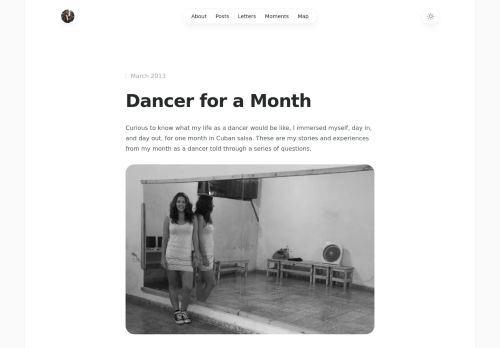 About Posts Letters Moments Map
March 2013
Dancer for a Month
Curious to know what my life as a dancer would be like, I immersed myself, day in,
and day out, for one month in Cuban salsa. These are my stories and experiences
from my month as a dancer told through a series of questions.